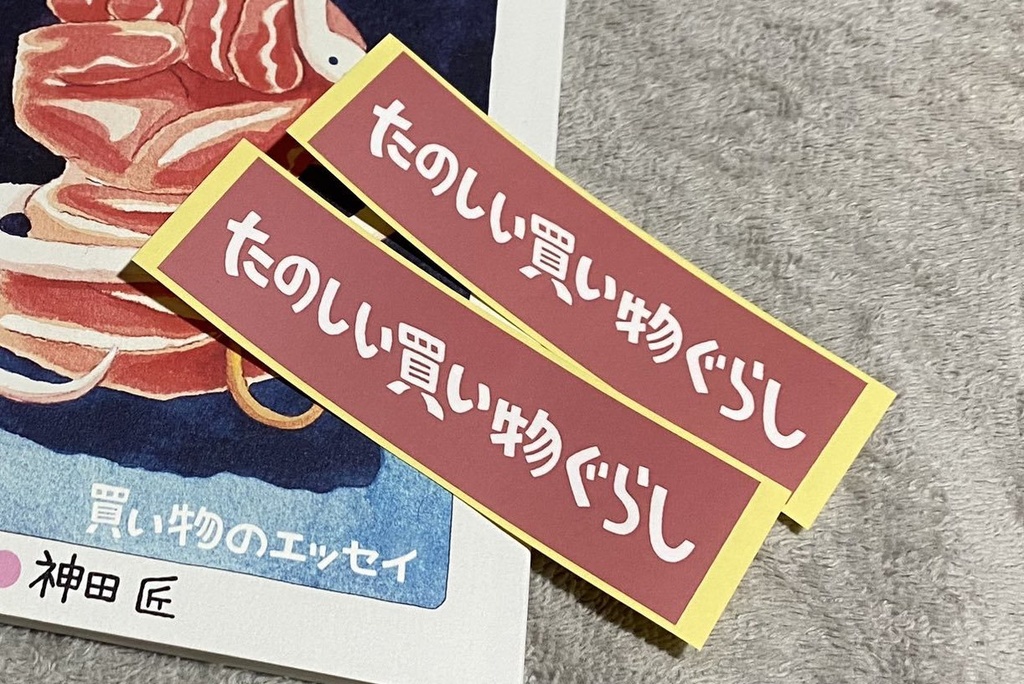 たのしい買い物ぐらし
たのしい買い物ぐらし
買い物のエッセイ
神田 匠